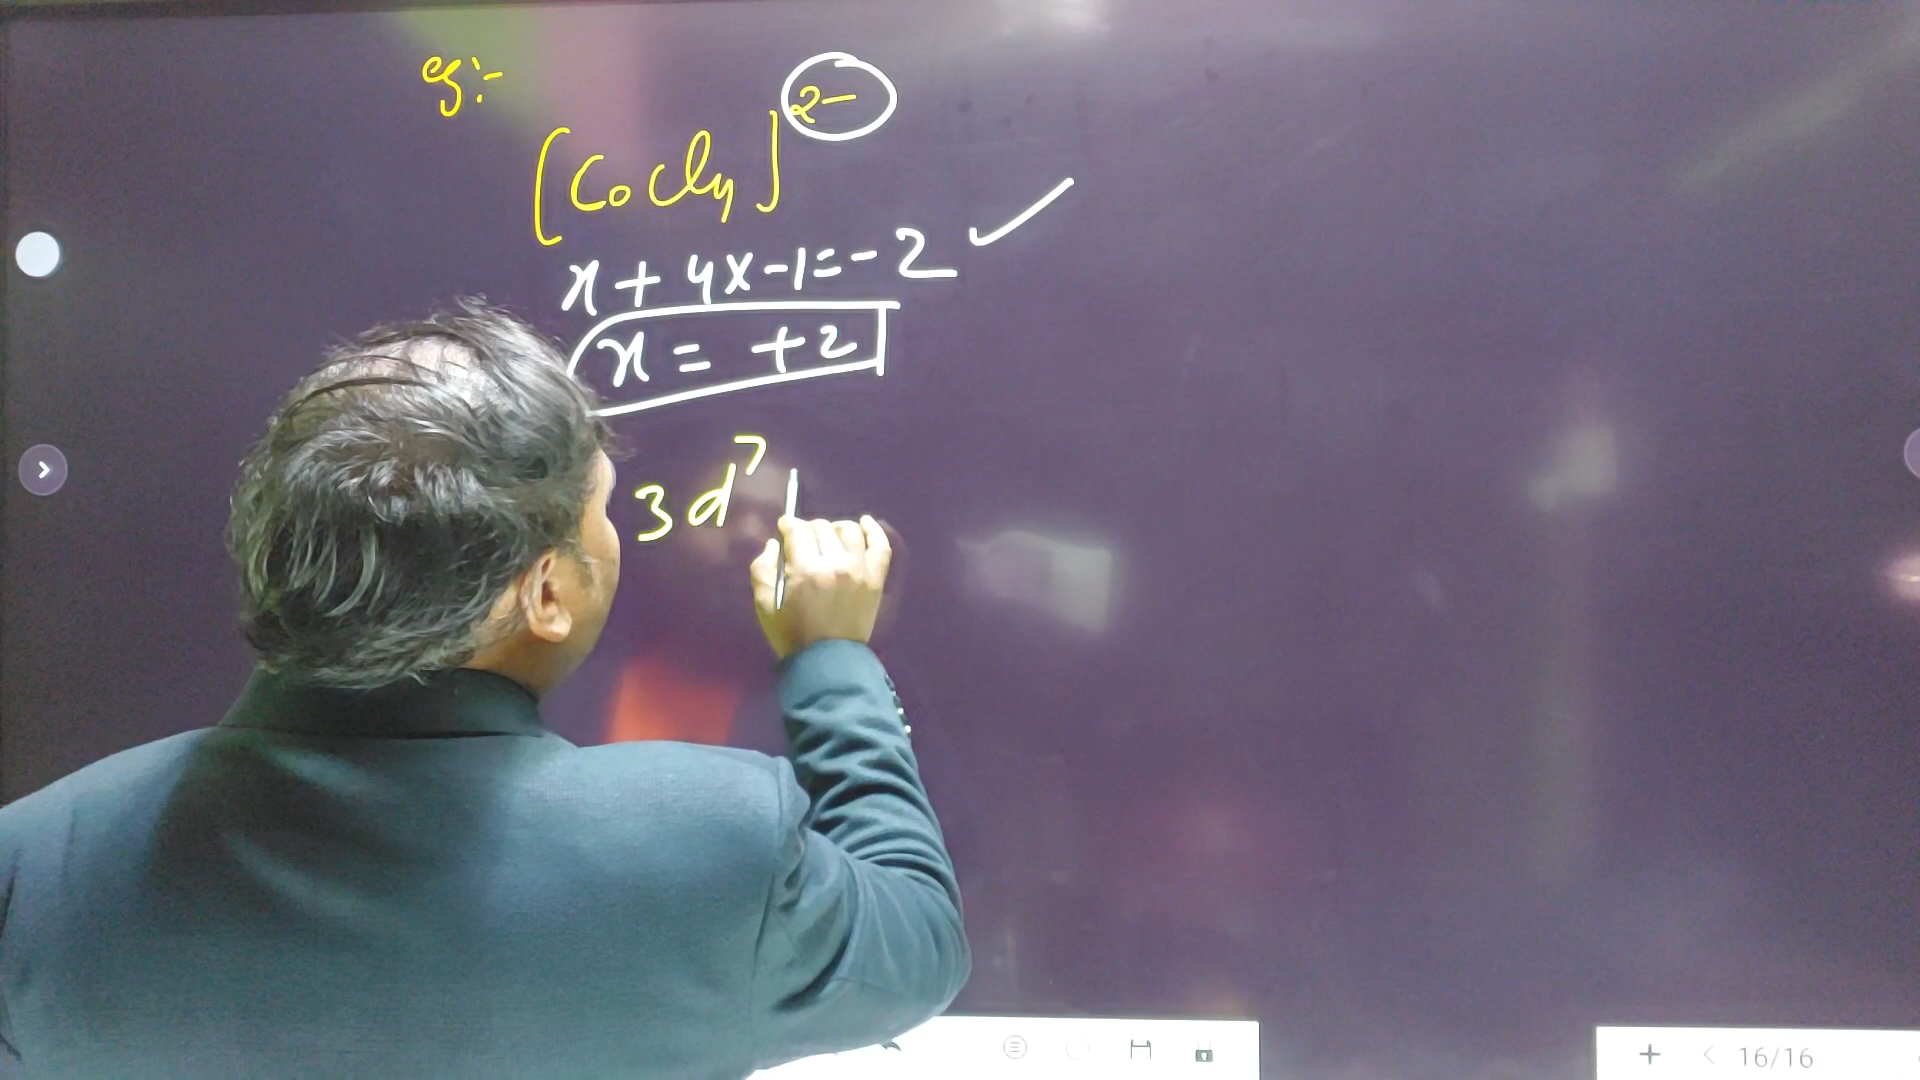 eg:-
[CoCl4]2-
x + 4x-1=-2
x = +2
3d7
16/16